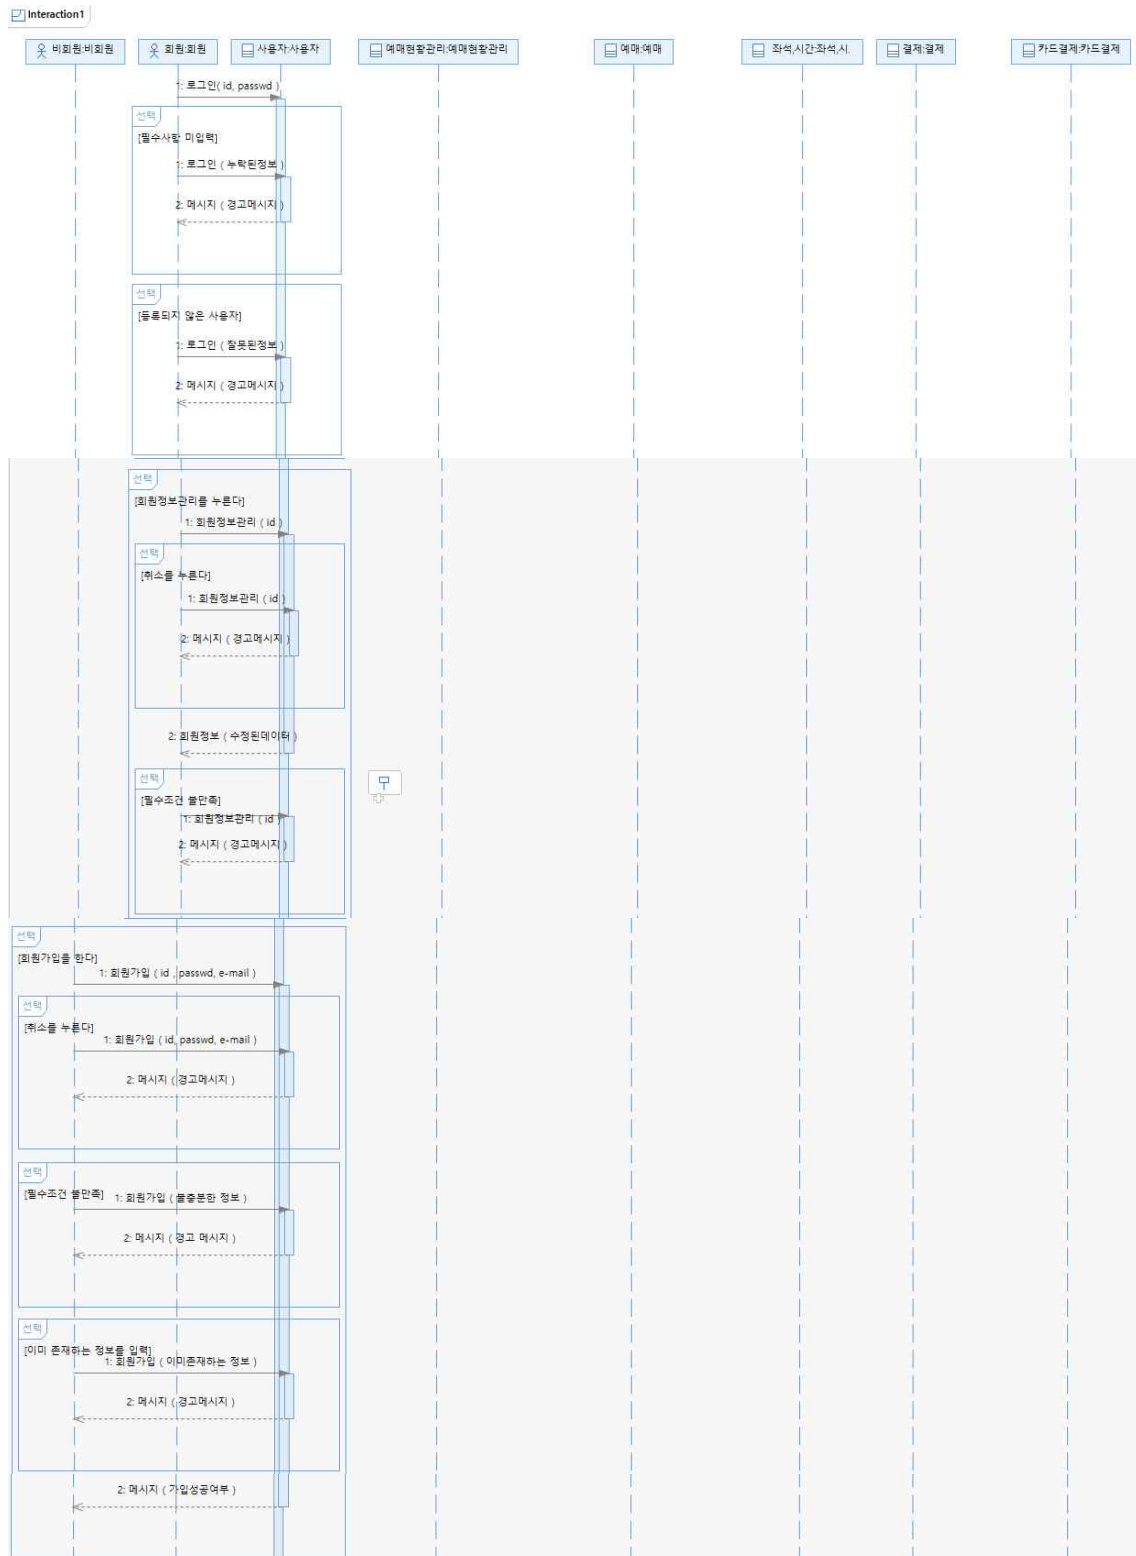 Interaction1
비회원:비회원
회원:회원
사용자:사용자
예매현황관리:예매현황관리
예매:예매
좌석,시간:좌석,시.
결제:결제
카드결제:카드결제
1: 로그인( id, passwd )
선택
[필수사항 미입력]
1: 로그인 ( 누락된정보 )
2: 메시지 ( 경고메시지 )
선택
[등록되지 않은 사용자]
1: 로그인 ( 잘못된정보 )
2: 메시지 ( 경고메시지 )
선택
[회원정보관리를 누른다]
1: 회원정보관리 ( id )
선택
[취소를 누른다]
1: 회원정보관리 ( id )
2: 메시지 ( 경고메시지 )
2: 회원정보 ( 수정된데이터 )
선택
[필수조건 불만족]
1: 회원정보관리 ( id )
2: 메시지 ( 경고메시지 )
선택
[회원가입을 한다]
1: 회원가입 ( id , passwd, e-mail )
선택
[취소를 누른다]
1: 회원가입 ( id, passwd, e-mail )
2: 메시지 ( 경고메시지 )
선택
[필수조건 불만족]
1: 회원가입 ( 불충분한 정보 )
2: 메시지 ( 경고 메시지 )
선택
[이미 존재하는 정보를 입력]
1: 회원가입 ( 이미존재하는 정보 )
2: 메시지 ( 경고메시지 )
2: 메시지 ( 가입성공여부 )